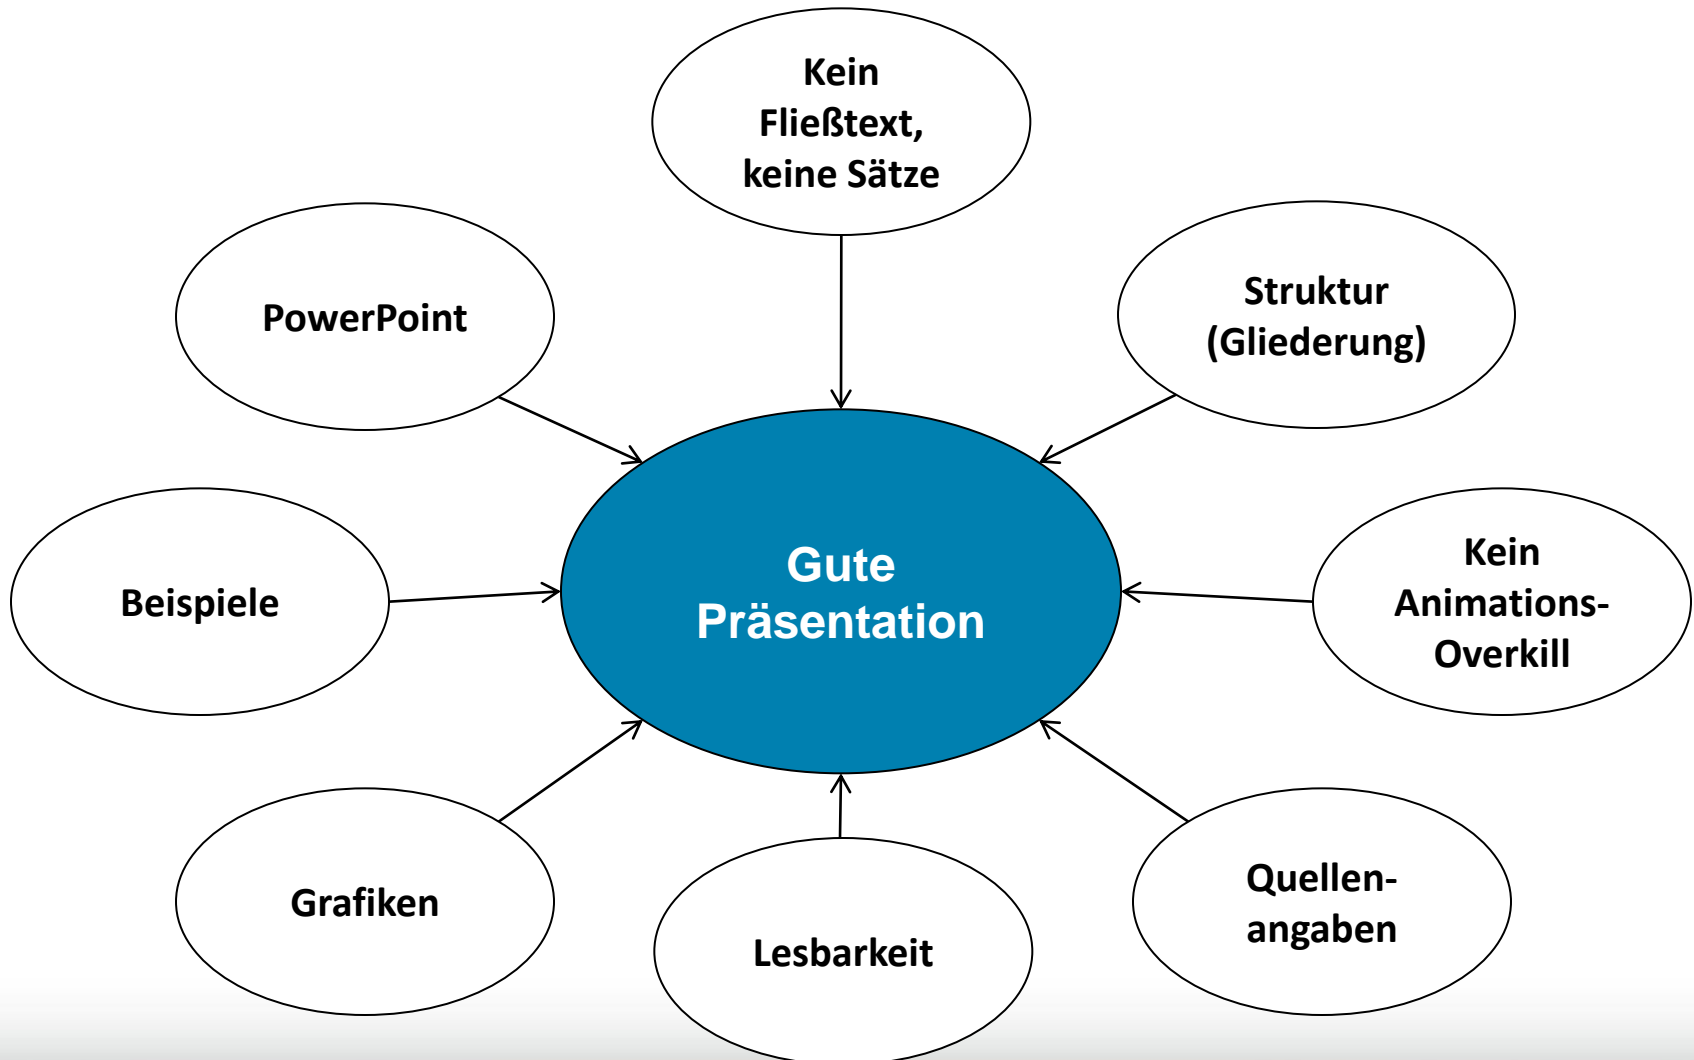 Kein
Fließtext,
keine Sätze
PowerPoint
Struktur
(Gliederung)
Beispiele
Gute
Präsentation
Kein
Animations-
Overkill
Grafiken
Lesbarkeit
Quellen-
angaben